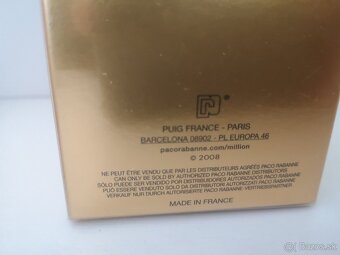 PUIG FRANCE - PARIS
BARCELONA 08902 - PL EUROPA 46
pacorabanne.com/million
© 2008
NE PEUT ÊTRE VENDU QUE PAR LES DISTRIBUTEURS AGRÉÉS PACO RABANNE
CAN ONLY BE SOLD BY AUTHORIZED PACO RABANNE DISTRIBUTORS
SÓLO PUEDE SER VENDIDO POR DISTRIBUIDORES AUTORIZADOS PACO RABANNE
PUÒ ESSERE VENDUTO SOLO DA DISTRIBUTORI AUTORIZZATI PACO RABANNE
VERKAUF NUR DURCH AUTORISIERTE PACO RABANNE-VERTRIEBSPARTNER
MADE IN FRANCE
bazos.sk